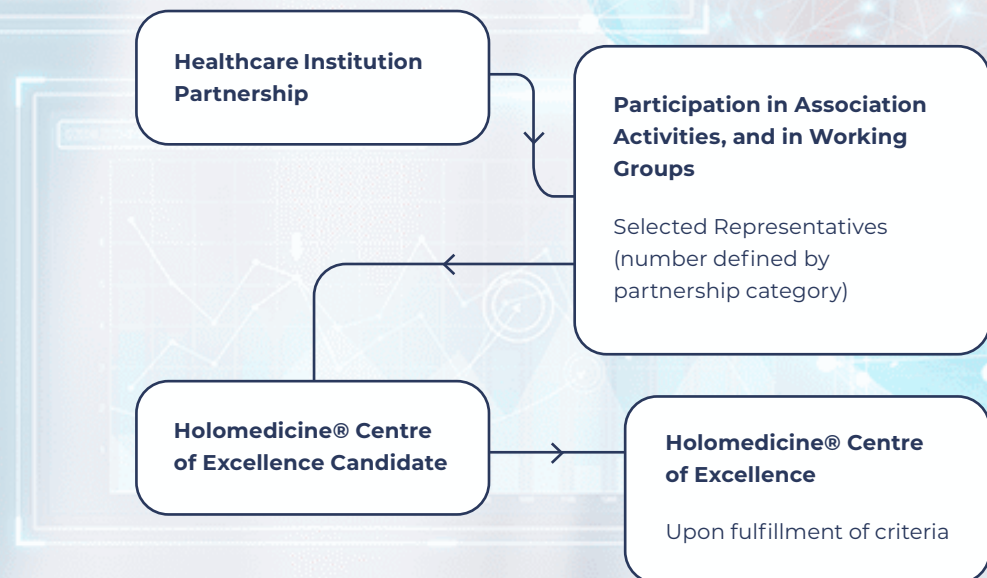 Healthcare Institution
Partnership
Participation in Association
Activities, and in Working
Groups
Selected Representatives
(number defined by
partnership category)
Holomedicine® Centre
of Excellence Candidate
Holomedicine® Centre
of Excellence
Upon fulfillment of criteria